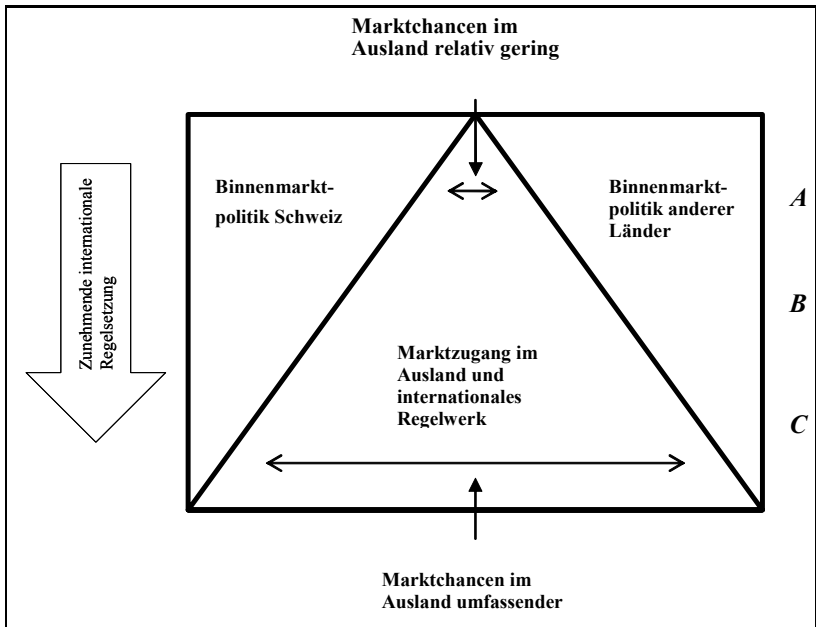 Marktchancen im
Ausland relativ gering
Zunehmende internationale
Regelsetzung
Binnenmarkt-
politik Schweiz
Binnenmarkt-
politik anderer
Länder
A
B
Marktzugang im
Ausland und
internationales
Regelwerk
C
Marktchancen im
Ausland umfassender